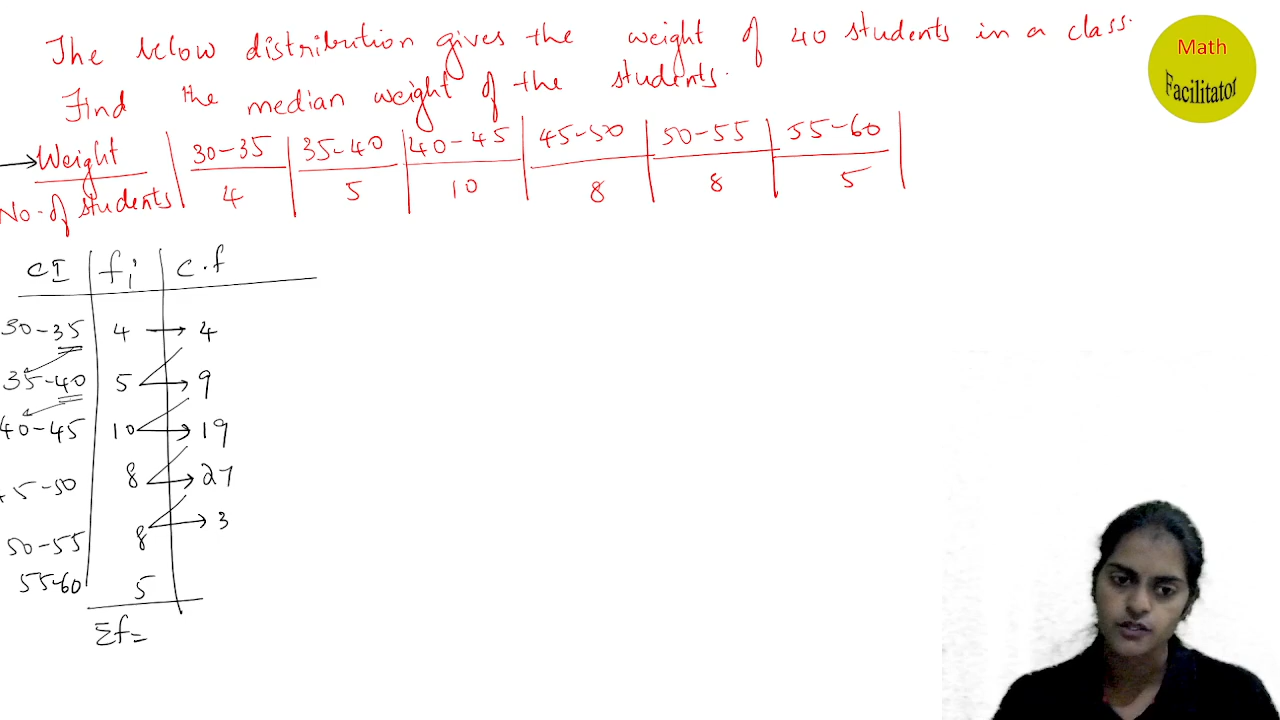 The below distribution gives the weight of 40 students in a class.
Find the median weight of the students.
Math
Facilitator
Weight 30-35 35-40 40-45 45-50 50-55 55-60
No. of students 4 5 10 8 8 5
CI fi c.f
30-35 4 4
35-40 5 9
40-45 10 19
5-50 8 27
50-55 8 3
55-60 5
Σf=